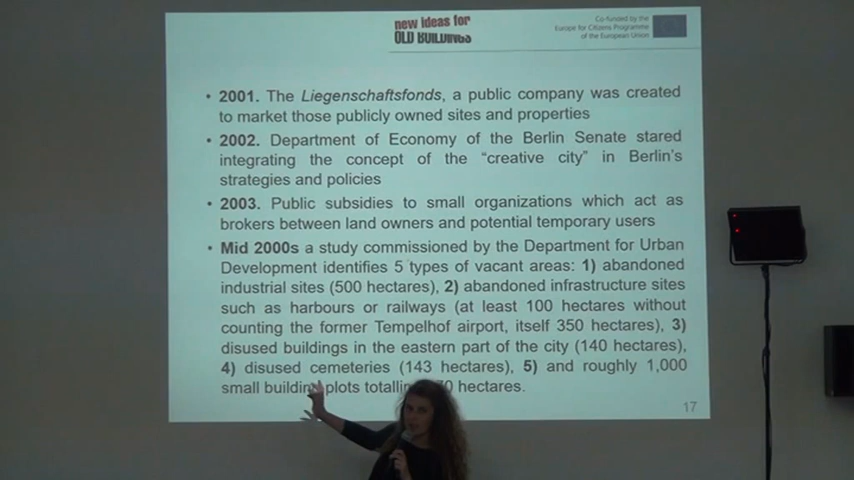 new ideas for
OLD BUILDINGS
Co-funded by the
Europe for Citizens Programme
of the European Union
• 2001. The Liegenschaftsfonds, a public company was created
to market those publicly owned sites and properties
• 2002. Department of Economy of the Berlin Senate stared
integrating the concept of the “creative city” in Berlin’s
strategies and policies
• 2003. Public subsidies to small organizations which act as
brokers between land owners and potential temporary users
• Mid 2000s a study commissioned by the Department for Urban
Development identifies 5 types of vacant areas: 1) abandoned
industrial sites (500 hectares), 2) abandoned infrastructure sites
such as harbours or railways (at least 100 hectares without
counting the former Tempelhof airport, itself 350 hectares), 3)
disused buildings in the eastern part of the city (140 hectares),
4) disused cemeteries (143 hectares), 5) and roughly 1,000
small building plots hectares.
17